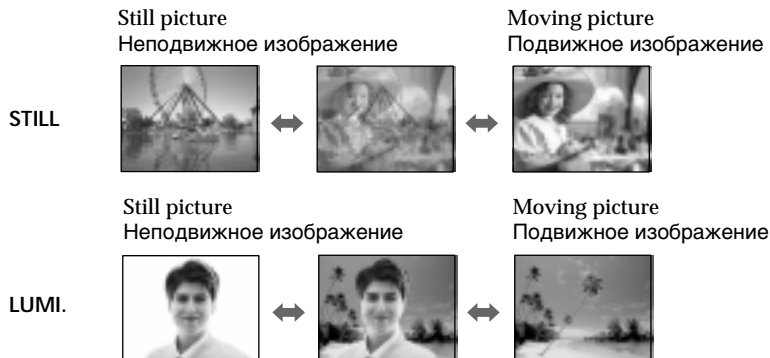 Still picture
Неподвижное изображение
Moving picture
Подвижное изображение
STILL
Still picture
Неподвижное изображение
Moving picture
Подвижное изображение
LUMI.